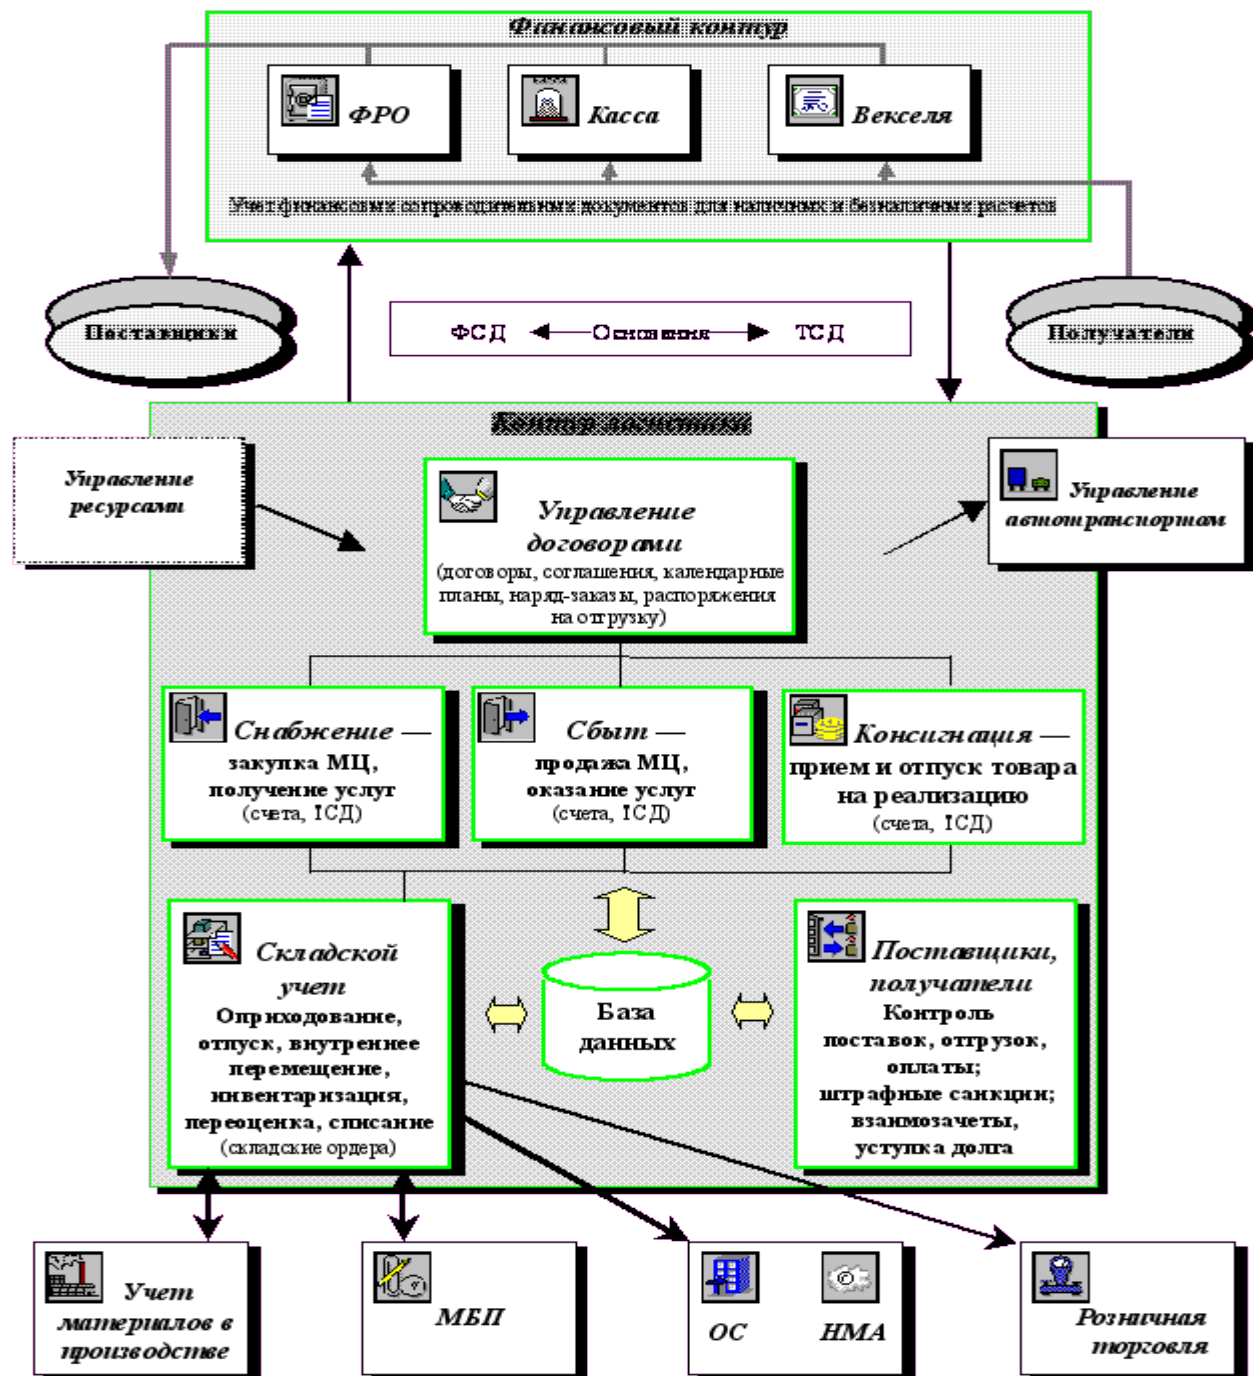 Финансовый контур
ФРО
Касса
Векселя
Учет финансовых сопроводительных документов для наличных и безналичных расчетов
Поставщики
ФСД
Основания
ТСД
Получатели
Контур логистики
Управление
ресурсами
Управление
автотранспортом
Управление
договорами
(договоры, соглашения, календарные
планы, наряд-заказы, распоряжения
на отгрузку)
Снабжение —
закупка МЦ,
получение услуг
(счета, ТСД)
Сбыт —
продажа МЦ,
оказание услуг
(счета, ТСД)
Консигнация —
прием и отпуск товара
на реализацию
(счета, ТСД)
Складской
учет
Оприходование,
отпуск, внутреннее
перемещение,
инвентаризация,
переоценка, списание
(складские ордера)
База
данных
Поставщики,
получатели
Контроль
поставок, отгрузок,
оплаты;
штрафные санкции;
взаимозачеты,
уступка долга
Учет
материалов в
производстве
МБП
ОС
НМА
Розничная
торговля